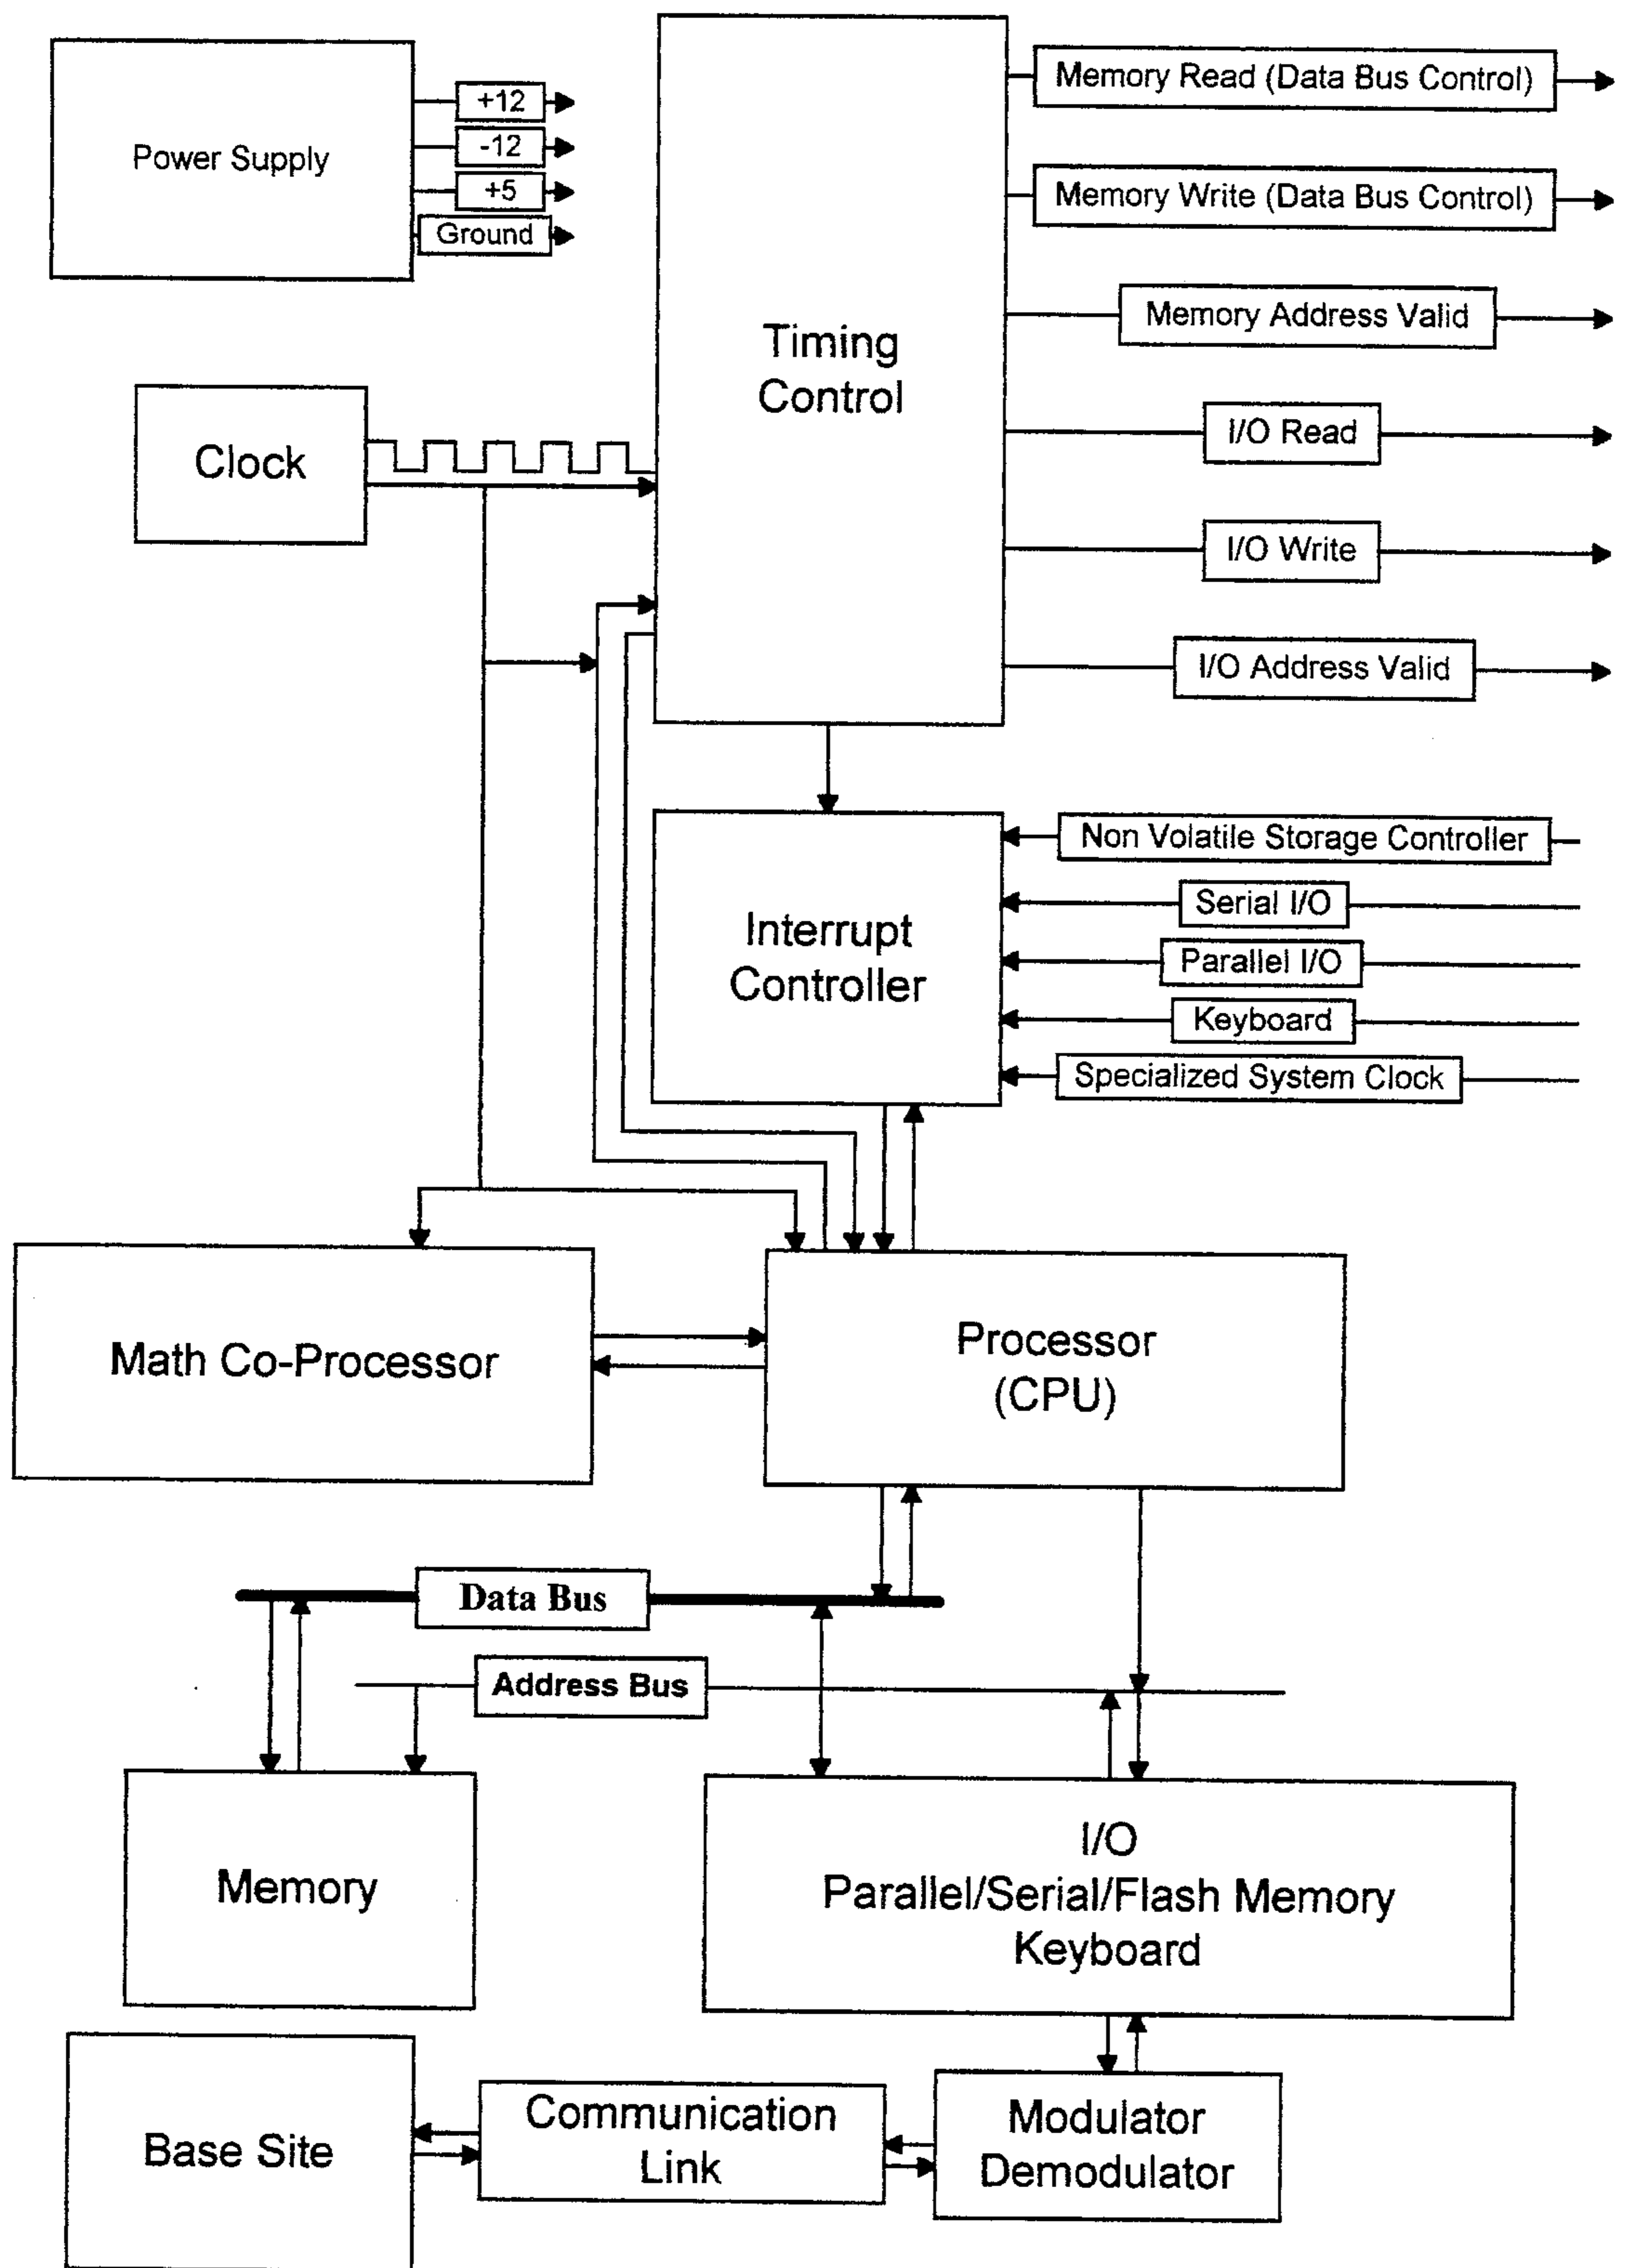 Power Supply
+12
-12
+5
Ground
Timing
Control
Memory Read (Data Bus Control)
Memory Write (Data Bus Control)
Memory Address Valid
I/O Read
I/O Write
I/O Address Valid
Clock
Interrupt
Controller
Non Volatile Storage Controller
Serial I/O
Parallel I/O
Keyboard
Specialized System Clock
Math Co-Processor
Processor
(CPU)
Data Bus
Address Bus
Memory
I/O
Parallel/Serial/Flash Memory
Keyboard
Base Site
Communication
Link
Modulator
Demodulator